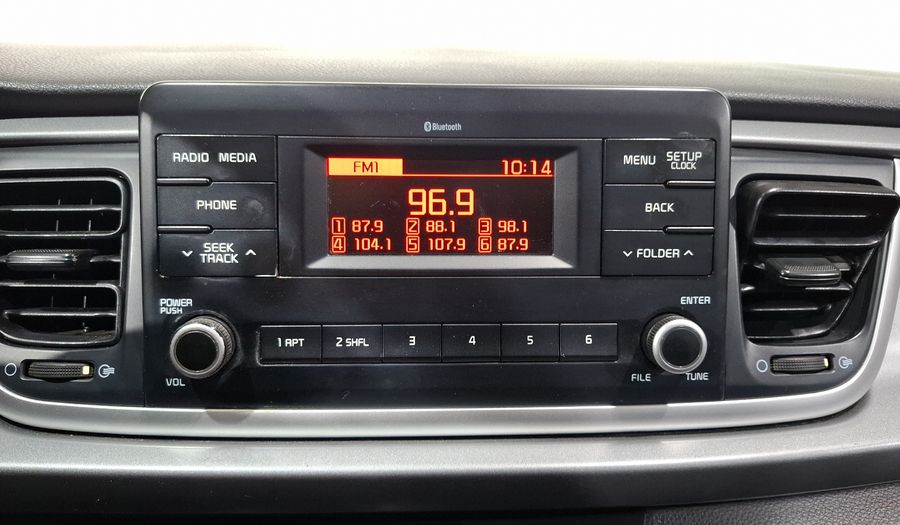 Bluetooth
RADIO MEDIA
PHONE
SEEK
TRACK
FM1 10:14
96.9
1 87.9 2 88.1 3 98.1
4 104.1 5 107.9 6 87.9
MENU SETUP
CLOCK
BACK
FOLDER
POWER
PUSH
VOL
1 RPT 2 SHFL 3 4 5 6
ENTER
FILE TUNE